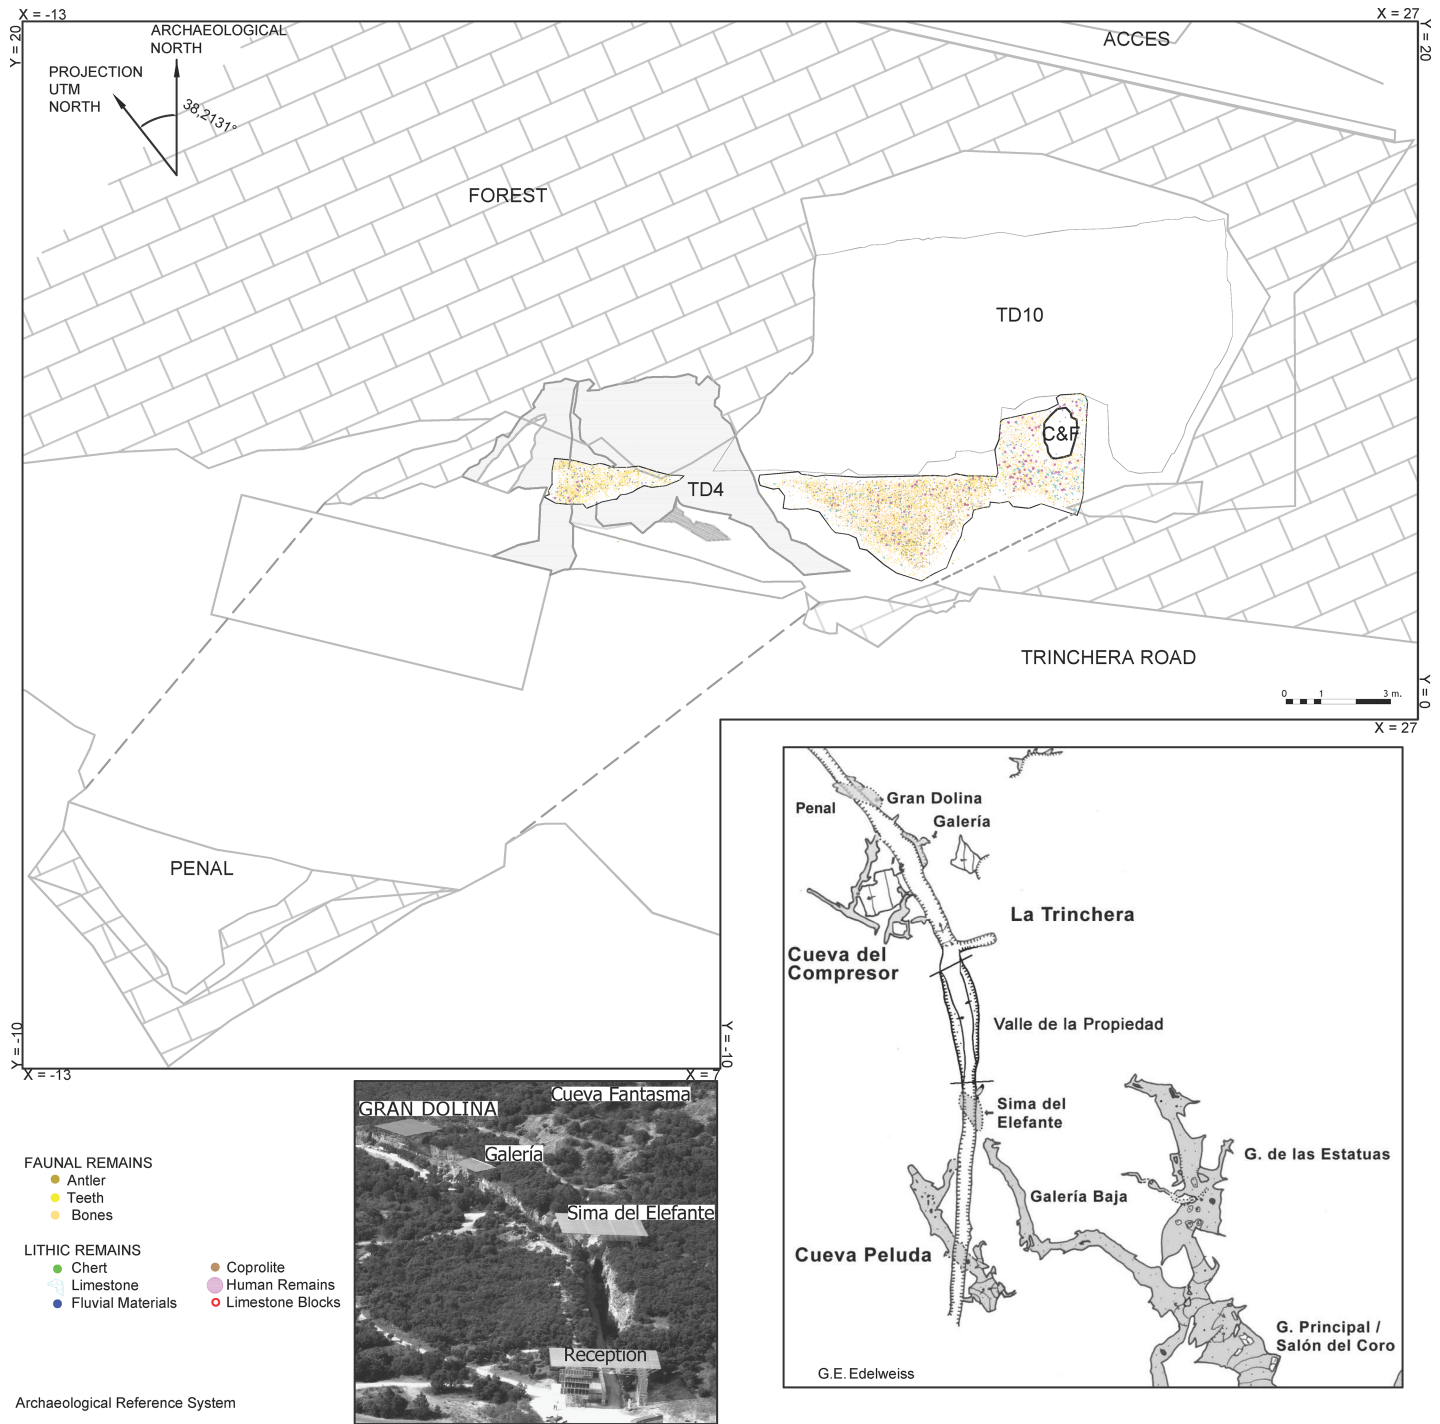 X = -13
X = 27
Y = 20
Y = 20
ARCHAEOLOGICAL
NORTH
PROJECTION
UTM
NORTH
38,2131°
ACCES
FOREST
TD10
C&F
TD4
TRINCHERA ROAD
0 1 3 m.
Y = 0
X = 27
PENAL
Y = -10
Y = -10
X = -13
X = 7
Penal
Gran Dolina
Galería
La Trinchera
Cueva del
Compresor
Valle de la Propiedad
Sima del
Elefante
G. de las Estatuas
Galería Baja
Cueva Peluda
G. Principal /
Salón del Coro
G.E. Edelweiss
Cueva Fantasma
GRAN DOLINA
Galería
Sima del Elefante
Reception
FAUNAL REMAINS
Antler
Teeth
Bones
LITHIC REMAINS
Chert
Limestone
Fluvial Materials
Coprolite
Human Remains
Limestone Blocks
Archaeological Reference System